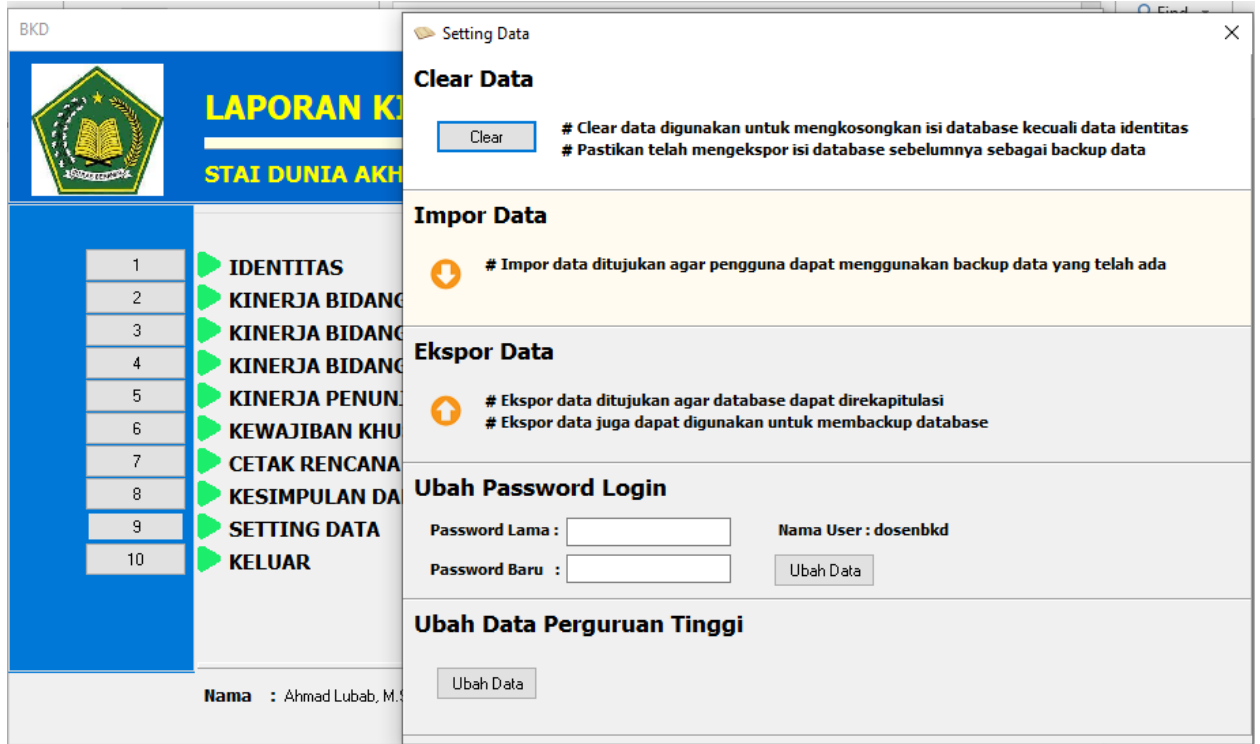 Find
BKD
LAPORAN
STAI DUNIA
1
IDENTITAS
2
KINERJA BIDANG
3
KINERJA BIDANG
4
KINERJA BIDANG
5
KINERJA PENUN
6
KEWAJIBAN KHU
7
CETAK RENCANA
8
KESIMPULAN DA
9
SETTING DATA
10
KELUAR
Nama : Ahmad Lubab, M.S
Setting Data
Clear Data
Clear
# Clear data digunakan untuk mengkosongkan isi database kecuali data identitas
# Pastikan telah mengekspor isi database sebelumnya sebagai backup data
Impor Data
# Impor data ditujukan agar pengguna dapat menggunakan backup data yang telah ada
Ekspor Data
# Ekspor data ditujukan agar database dapat direkapitulasi
# Ekspor data juga dapat digunakan untuk membackup database
Ubah Password Login
Password Lama : Nama User : dosenbkd
Password Baru : Ubah Data
Ubah Data Perguruan Tinggi
Ubah Data